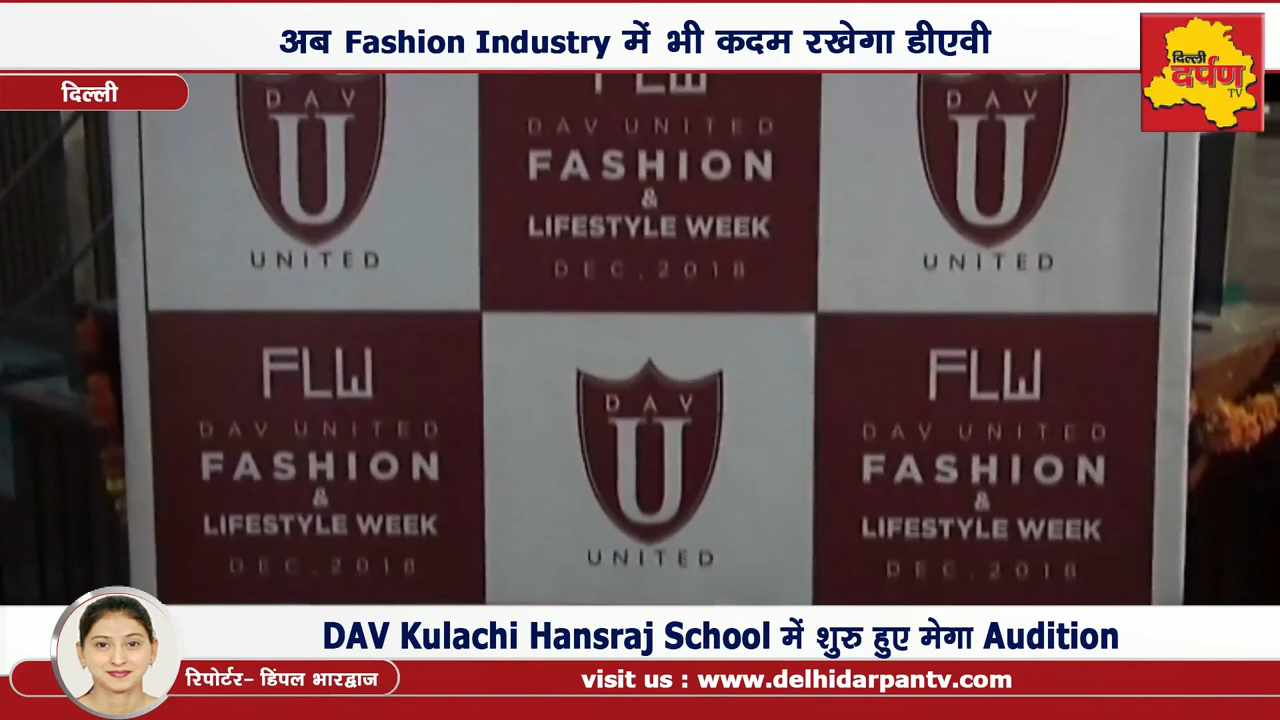 अब Fashion Industry में भी कदम रखेगा डीएवी
दिल्ली
दिल्ली
दर्पण
TV
DAV
U
UNITED
FLW
DAV UNITED
FASHION
&
LIFESTYLE WEEK
DEC, 2018
DAV
U
UNITED
FLW
DAV UNITED
FASHION
&
LIFESTYLE WEEK
DEC, 2018
DAV
U
UNITED
FLW
DAV UNITED
FASHION
&
LIFESTYLE WEEK
DEC, 2018
DAV Kulachi Hansraj School में शुरु हुए मेगा Audition
रिपोर्टर- डिंपल भारद्वाज
visit us : www.delhidarpantv.com